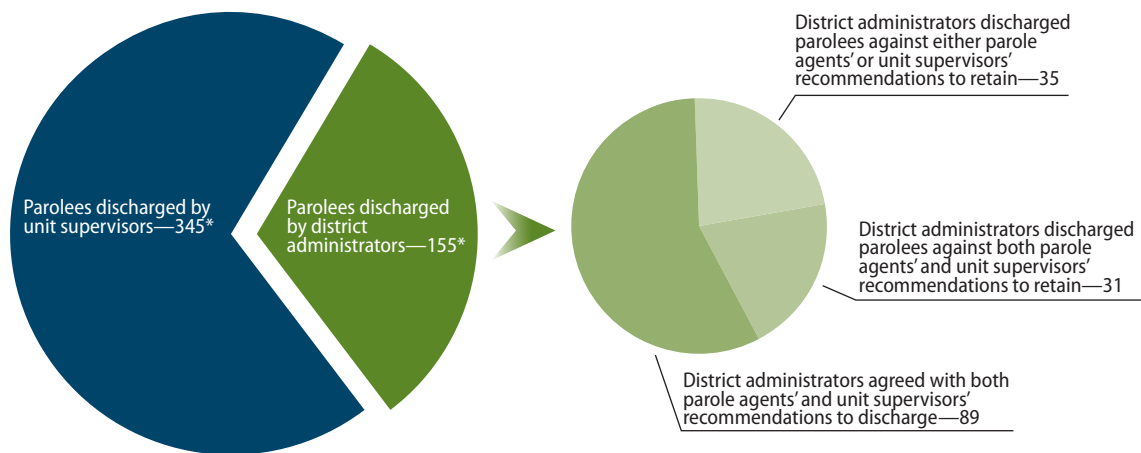 Parolees discharged by
unit supervisors—345*
Parolees discharged
by district
administrators—155*
District administrators discharged
parolees against either parole
agents’ or unit supervisors’
recommendations to retain—35
District administrators discharged
parolees against both parole
agents’ and unit supervisors’
recommendations to retain—31
District administrators agreed with both
parole agents’ and unit supervisors’
recommendations to discharge—89